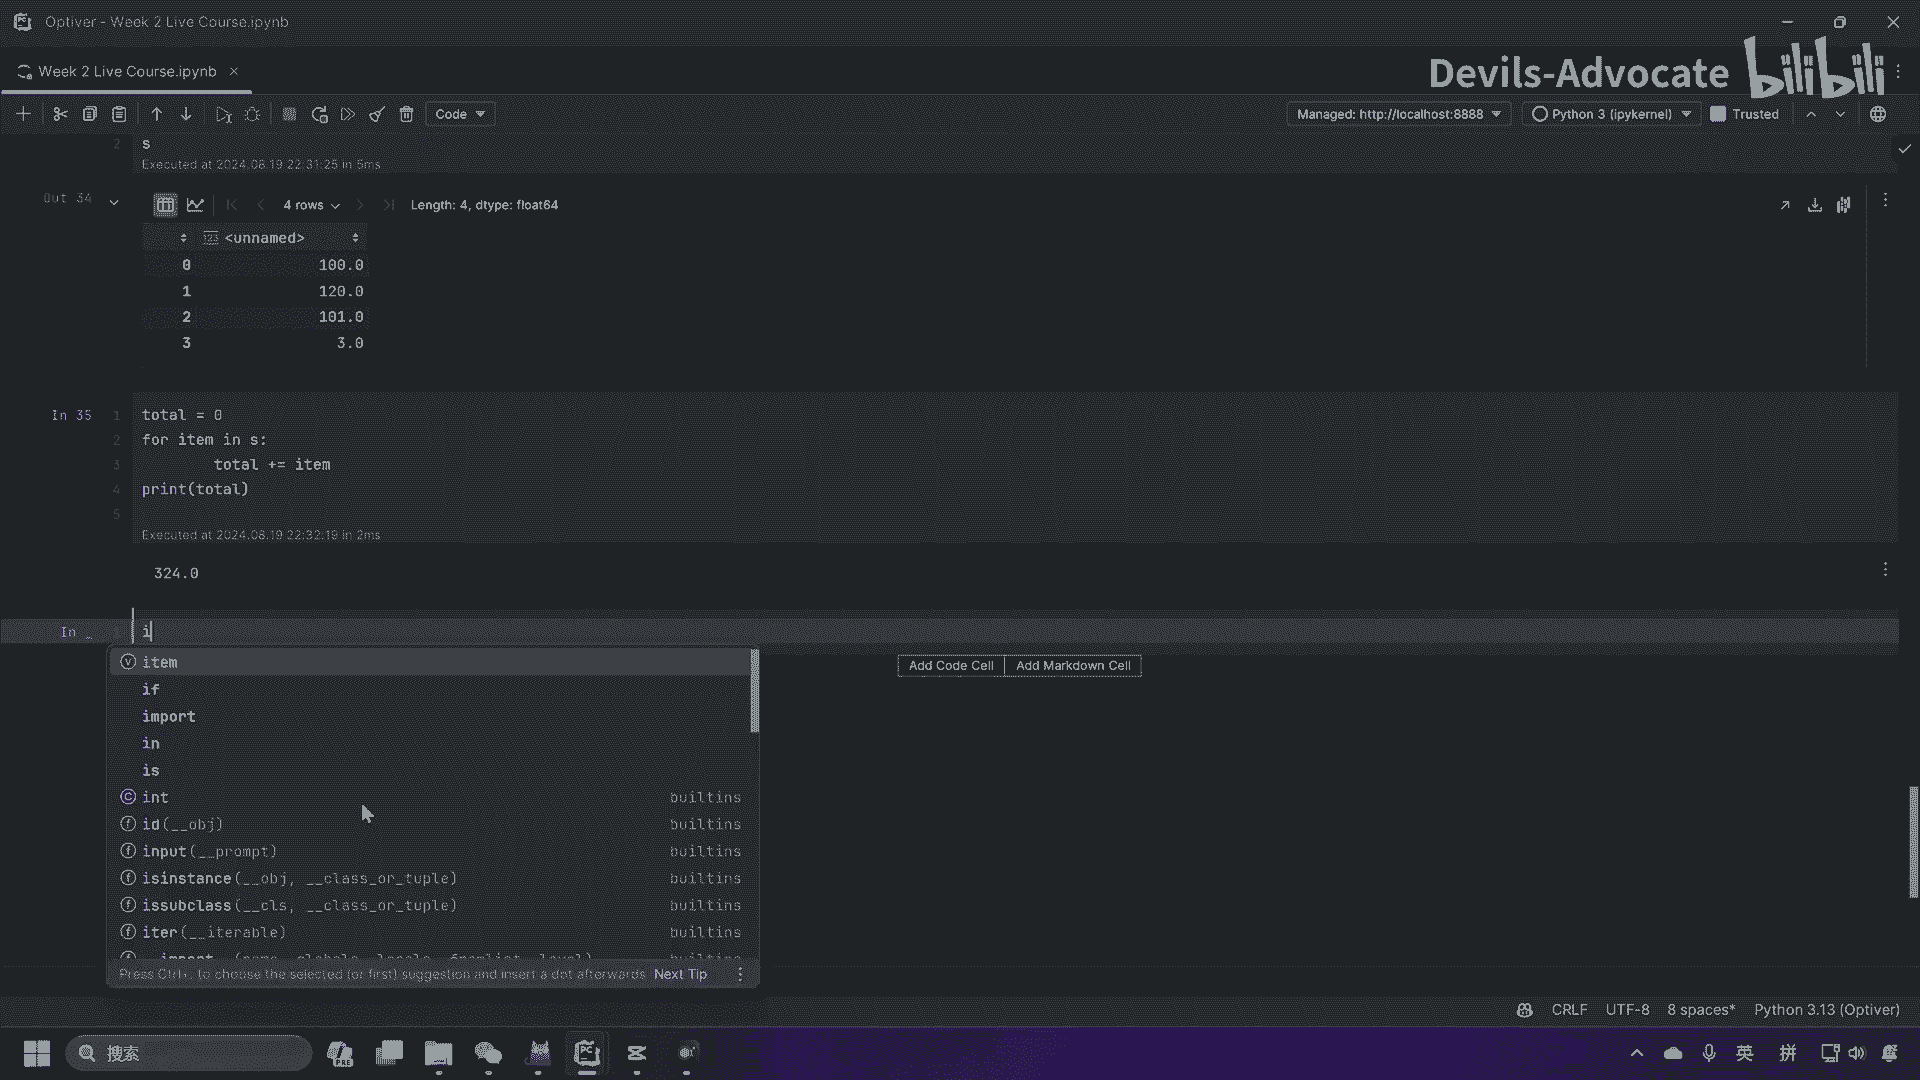 Optiver - Week 2 Live Course.ipynb
Week 2 Live Course.ipynb
Devils-Advocate bilibili
Code
Managed: http://localhost:8888
Python 3 (ipykernel)
Trusted
2 s
Executed at 2024.08.19 22:31:25 in 5ms
Out 34
4 rows
Length: 4, dtype: float64
123 <unnamed>
0 100.0
1 120.0
2 101.0
3 3.0
In 35
1 total = 0
2 for item in s:
3 total += item
4 print(total)
5
Executed at 2024.08.19 22:32:19 in 2ms
324.0
In _ 1 i
item
if
import
in
is
int builtins
id(__obj) builtins
input(__prompt) builtins
isinstance(__obj, __class_or_tuple) builtins
issubclass(__cls, __class_or_tuple) builtins
iter(__iterable) builtins
Press Ctrl+. to choose the selected (or first) suggestion and insert a dot afterwards Next Tip
Add Code Cell Add Markdown Cell
CRLF UTF-8 8 spaces* Python 3.13 (Optiver)
搜索
PRE
PC
英
拼